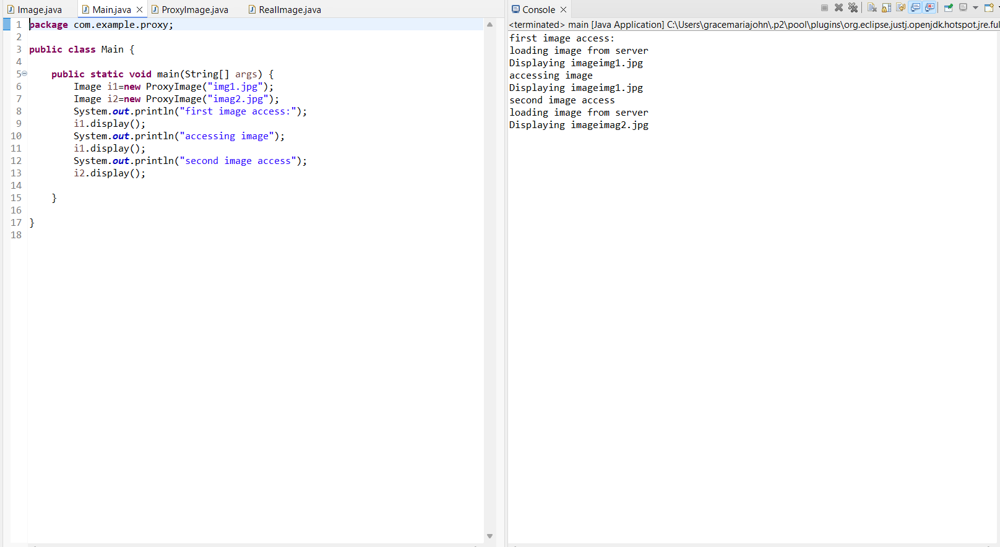 Image.java
Main.java
ProxyImage.java
RealImage.java
1 package com.example.proxy;
2
3 public class Main {
4
5 public static void main(String[] args) {
6 Image i1=new ProxyImage("img1.jpg");
7 Image i2=new ProxyImage("imag2.jpg");
8 System.out.println("first image access:");
9 i1.display();
10 System.out.println("accessing image");
11 i1.display();
12 System.out.println("second image access");
13 i2.display();
14
15 }
16
17 }
18
Console
<terminated> main [Java Application] C:\Users\gracemariajohn\.p2\pool\plugins\org.eclipse.justj.openjdk.hotspot.jre.ful
first image access:
loading image from server
Displaying imageimg1.jpg
accessing image
Displaying imageimg1.jpg
second image access
loading image from server
Displaying imageimag2.jpg